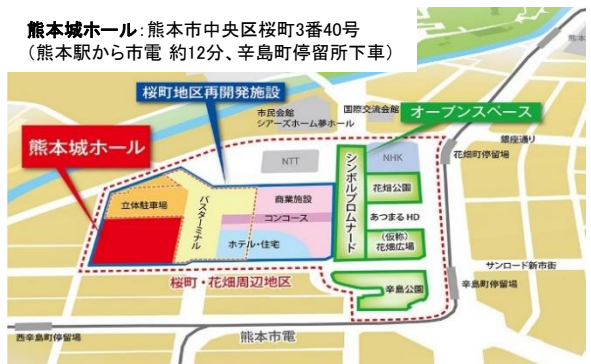 熊本城ホール：熊本市中央区桜町3番40号
（熊本駅から市電 約12分、辛島町停留所下車）
桜町地区再開発施設
市民会館
シアーズホーム夢ホール
国際交流会館
オープンスペース
熊本城ホール
NTT
シンボルプロムナード
NHK
銀座通り
花畑町停留場
立体駐車場
バスターミナル
商業施設
コンコース
ホテル・住宅
花畑公園
あつまるHD
（仮称）
花畑広場
サンロード新市街
桜町・花畑周辺地区
辛島公園
辛島町停留場
西辛島町停留場
熊本市電